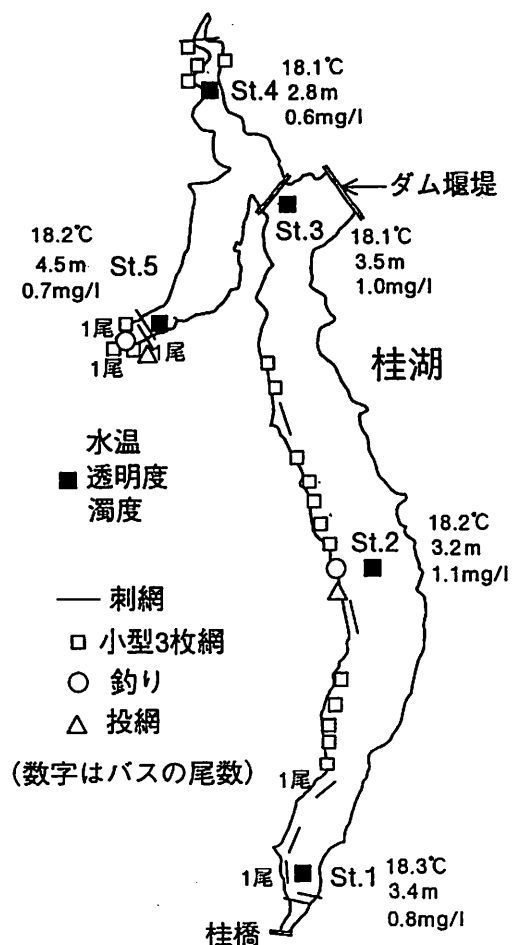 18.1℃
St.4 2.8m
0.6mg/l
ダム堰堤
St.3 18.1℃
3.5m
1.0mg/l
18.2℃
4.5m St.5
0.7mg/l
1尾
1尾 1尾
桂湖
水温
透明度
濁度
St.2 18.2℃
3.2m
1.1mg/l
刺網
小型3枚網
釣り
投網
(数字はバスの尾数)
1尾
1尾 St.1 18.3℃
3.4m
0.8mg/l
桂橋